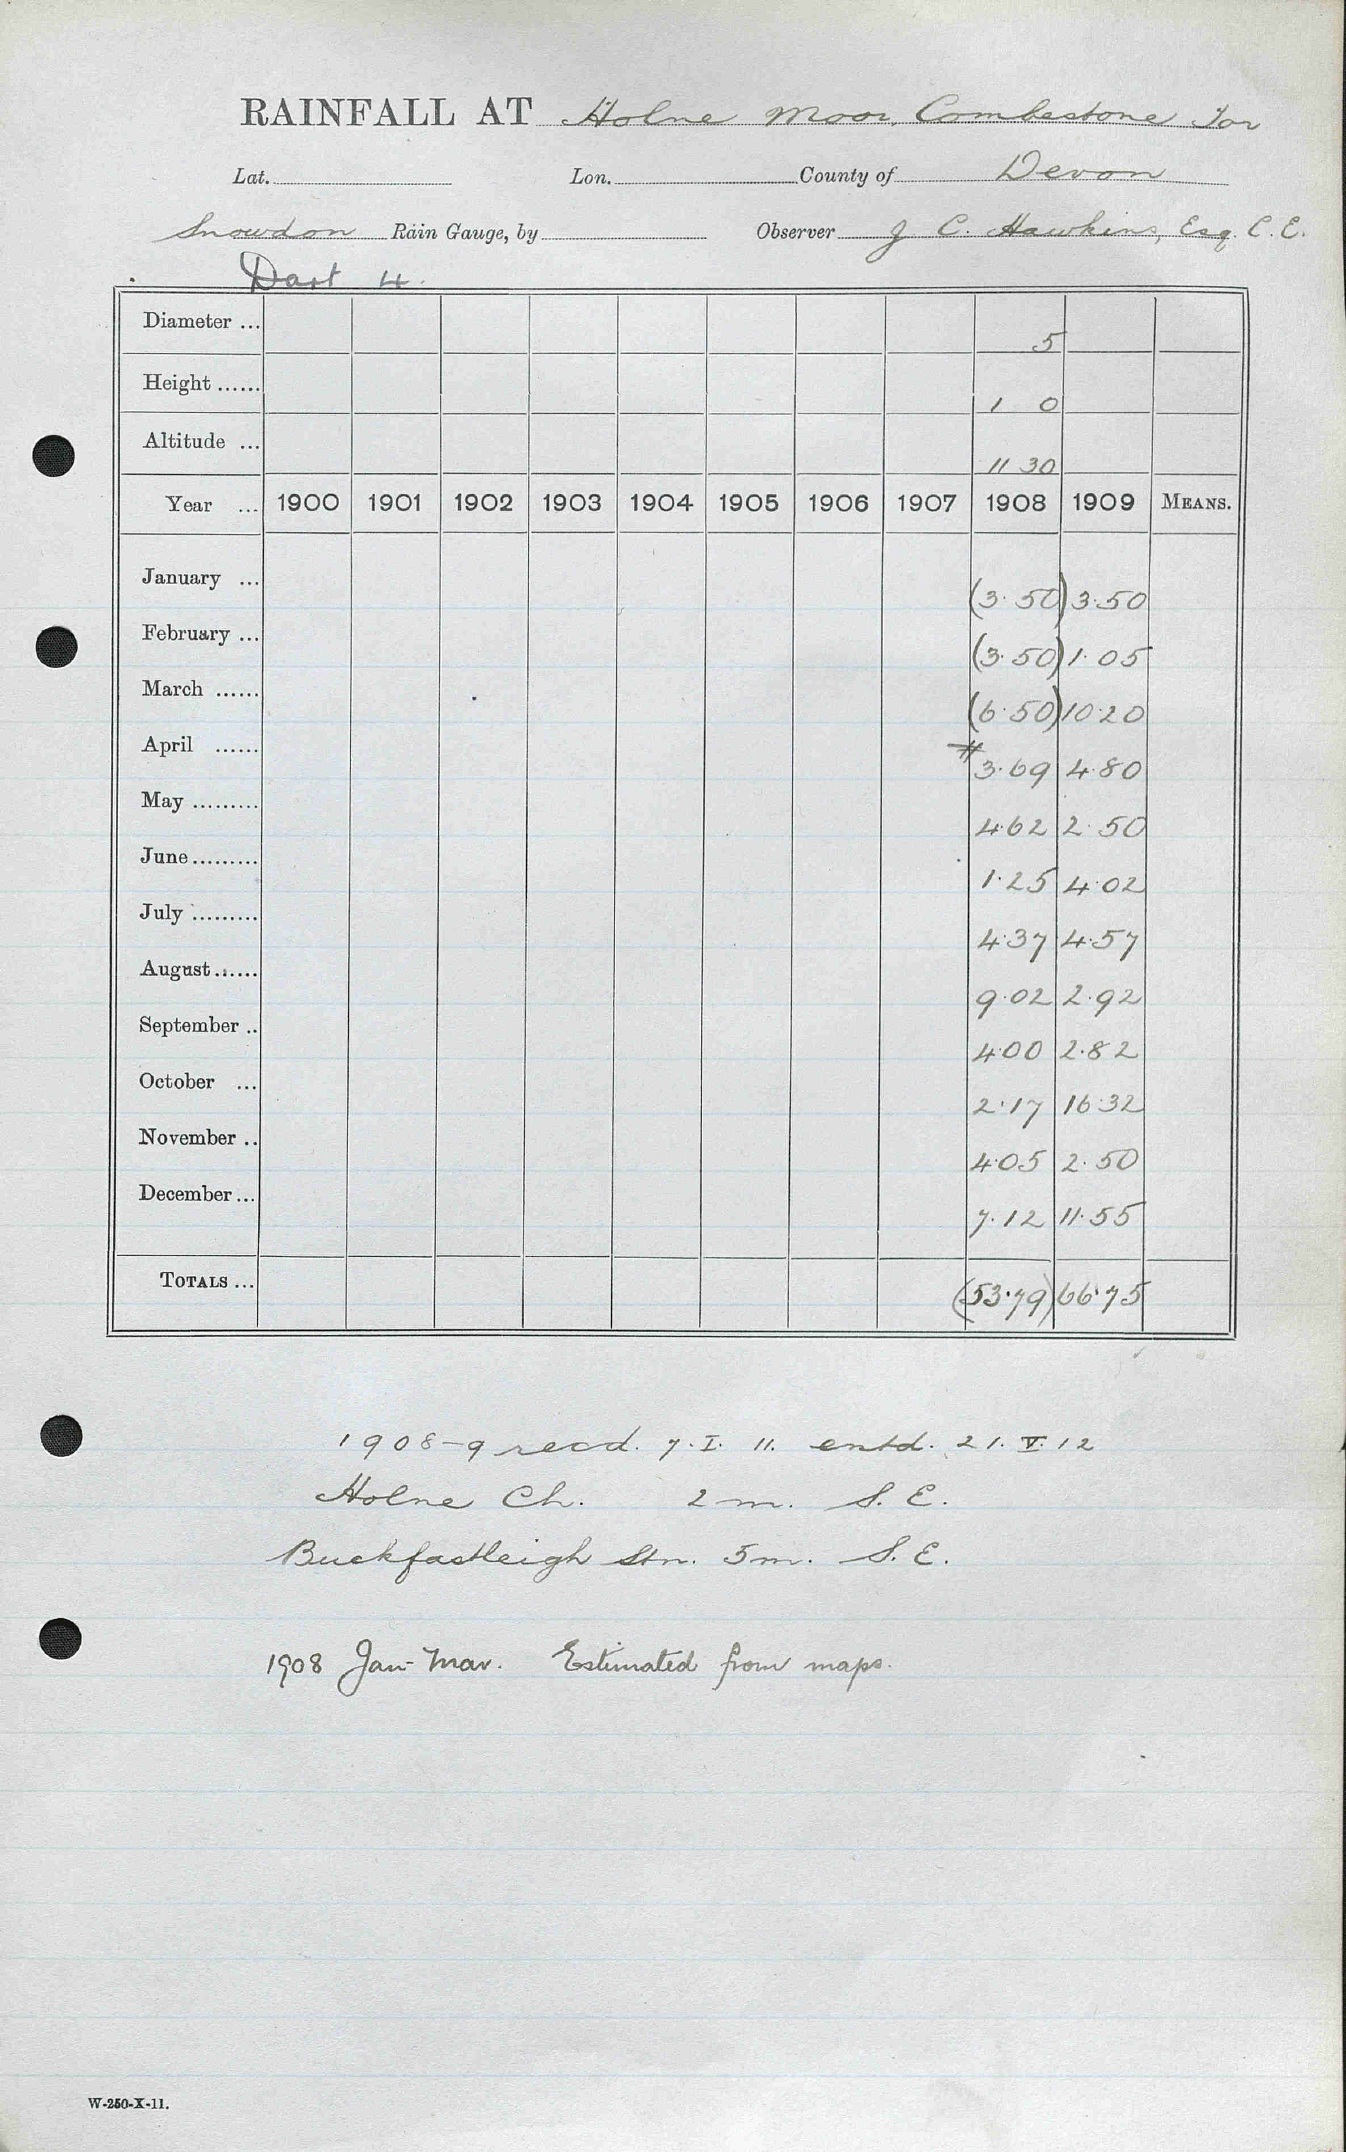 RAINFALL AT Holne Moor, Combestone Tor
Lat. Lon. County of Devon
Snowdon Rain Gauge, by Observer J C. Hawkins, Esq. C.E.
Dart 4.
Diameter ... 5
Height ...... 1 0
Altitude ... 1130
Year ... 1900 1901 1902 1903 1904 1905 1906 1907 1908 1909 MEANS.
January ... (3.50) 3.50
February ... (3.50) 1.05
March ...... (6.50) 10.20
April ...... #3.69 4.80
May ......... 4.62 2.50
June ......... 1.25 4.02
July ......... 4.37 4.57
August ...... 9.02 2.92
September .. 4.00 2.82
October ... 2.17 16.32
November .. 4.05 2.50
December ... 7.12 11.55
TOTALS ... (53.79) 66.75
1908-9 recd. 7.I.11. entd. 21.V.12
Holne Ch. 2 m. S.E.
Buckfastleigh Stn. 5 m. S.E.
1908 Jan-Mar. Estimated from maps.
W-250-X-11.